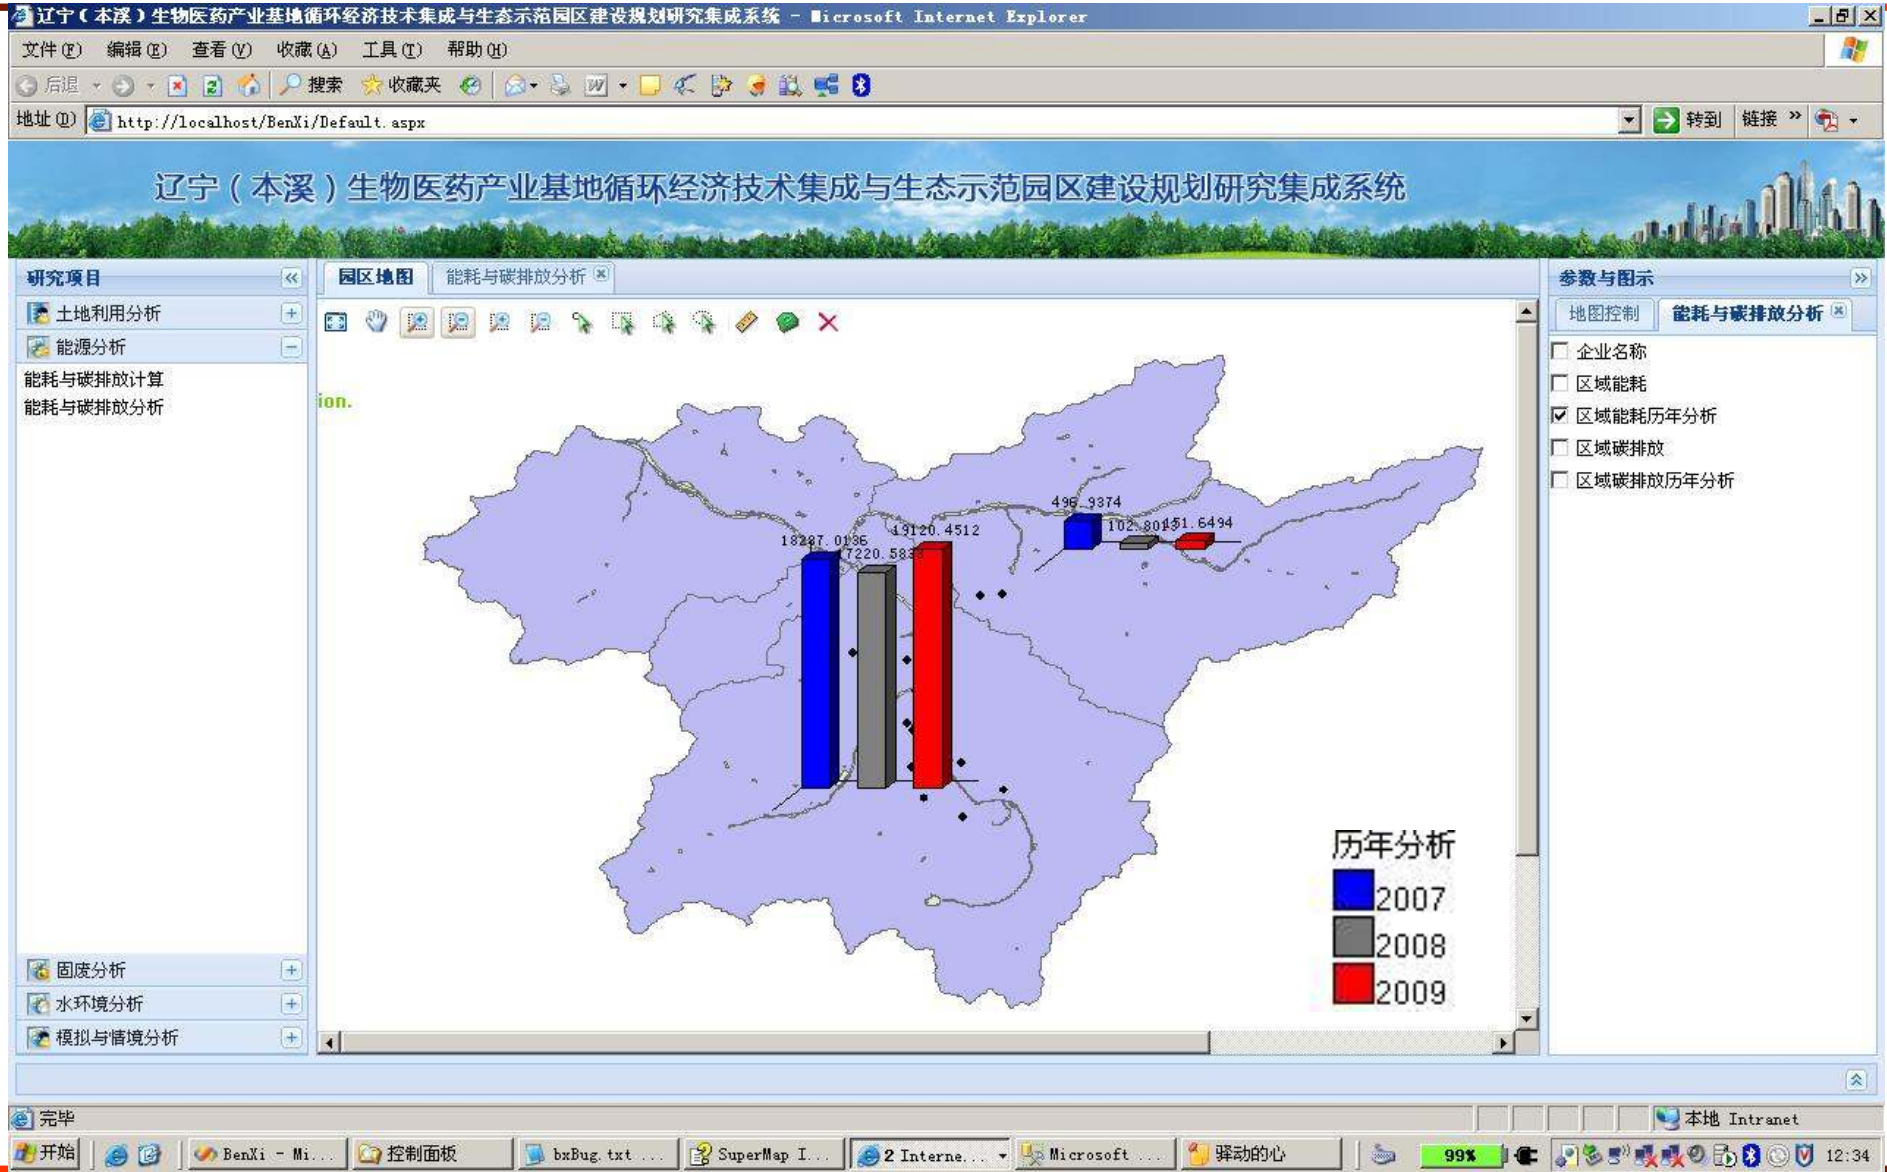 辽宁（本溪）生物医药产业基地循环经济技术集成与生态示范园区建设规划研究集成系统 - Microsoft Internet Explorer
文件(F) 编辑(E) 查看(V) 收藏(A) 工具(T) 帮助(H)
后退 搜索 收藏夹
地址(D) http://localhost/BenXi/Default.aspx 转到 链接 »
辽宁（本溪）生物医药产业基地循环经济技术集成与生态示范园区建设规划研究集成系统
研究项目
土地利用分析
能源分析
能耗与碳排放计算
能耗与碳排放分析
固废分析
水环境分析
模拟与情境分析
园区地图 能耗与碳排放分析
ion.
496.9374
151.6494
19120.4512
18287.0136
历年分析
2007
2008
2009
参数与图示
地图控制 能耗与碳排放分析
企业名称
区域能耗
区域能耗历年分析
区域碳排放
区域碳排放历年分析
完毕 本地 Intranet
开始 BenXi - Mi... 控制面板 bxBug.txt ... SuperMap I... 2 Interne... Microsoft ... 驿动的心 99% 12:34